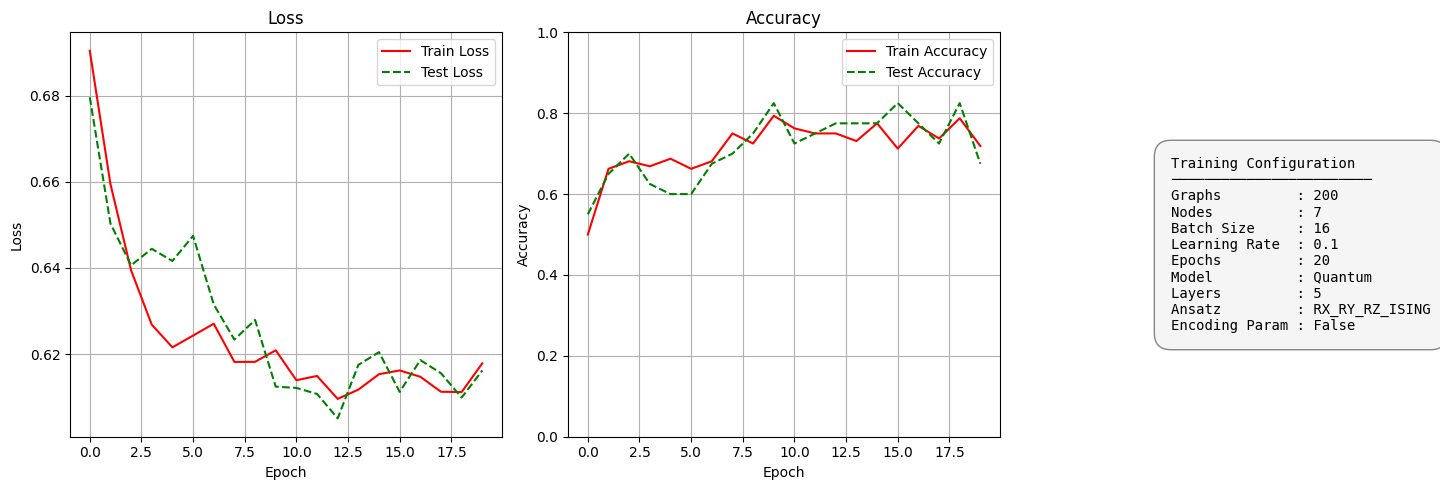 Loss
Train Loss
Test Loss
0.68
0.66
0.64
0.62
Loss
0.0 2.5 5.0 7.5 10.0 12.5 15.0 17.5
Epoch
Accuracy
Train Accuracy
Test Accuracy
1.0
0.8
0.6
0.4
0.2
0.0
Accuracy
0.0 2.5 5.0 7.5 10.0 12.5 15.0 17.5
Epoch
Training Configuration
────────────────────────
Graphs : 200
Nodes : 7
Batch Size : 16
Learning Rate : 0.1
Epochs : 20
Model : Quantum
Layers : 5
Ansatz : RX_RY_RZ_ISING
Encoding Param : False